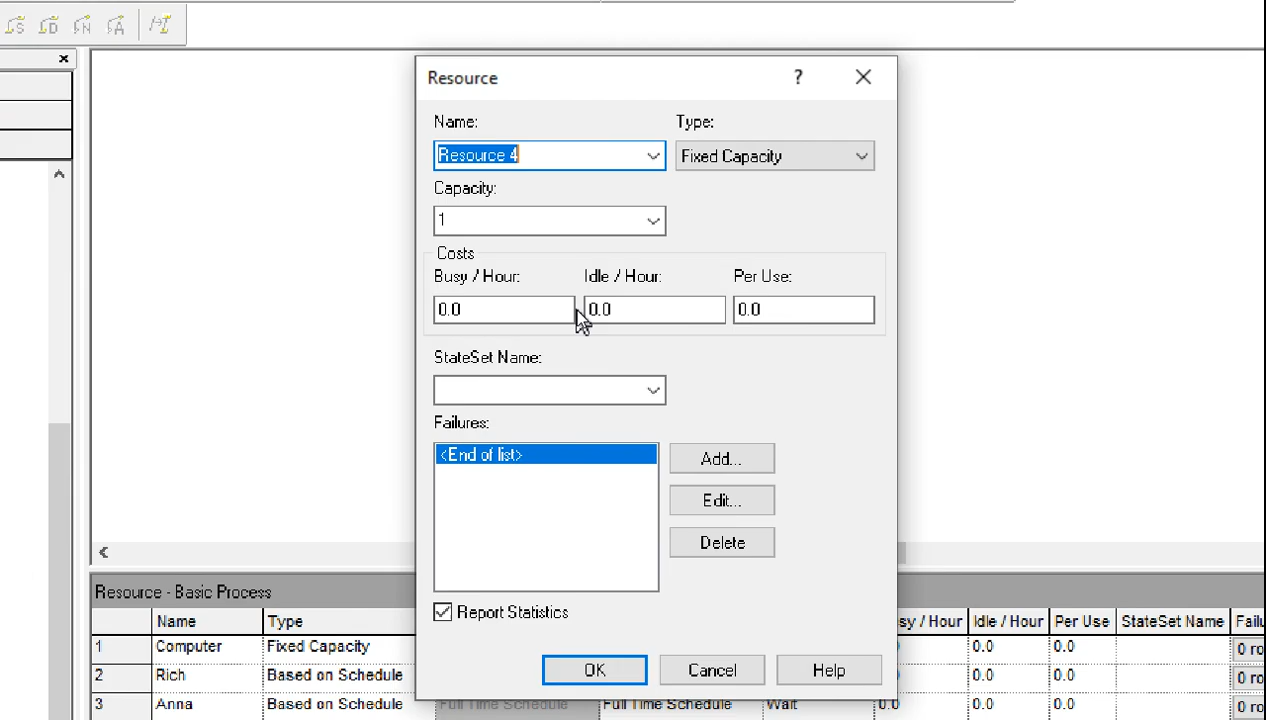 Resource
?
Name:
Type:
Resource 4
Fixed Capacity
Capacity:
1
Costs
Busy / Hour:
Idle / Hour:
Per Use:
0.0
0.0
0.0
StateSet Name:
Failures:
<End of list>
Add...
Edit...
Delete
Report Statistics
OK
Cancel
Help
Resource - Basic Process
Name Type sy / Hour Idle / Hour Per Use StateSet Name Failu
1 Computer Fixed Capacity 0.0 0.0 0 ro
2 Rich Based on Schedule 0.0 0.0 0 ro
3 Anna Based on Schedule Full Time Schedule Full Time Schedule Wait 0.0 0.0 0.0 0 ro